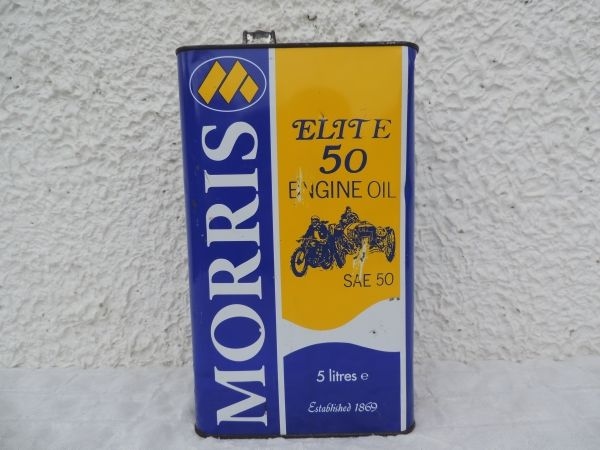 MORRIS
ELITE
50
ENGINE OIL
SAE 50
5 litres e
Established 1869